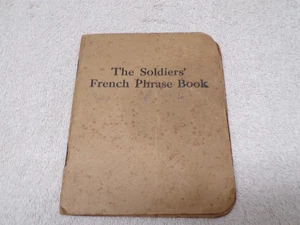 The Soldiers'
French Phrase Book